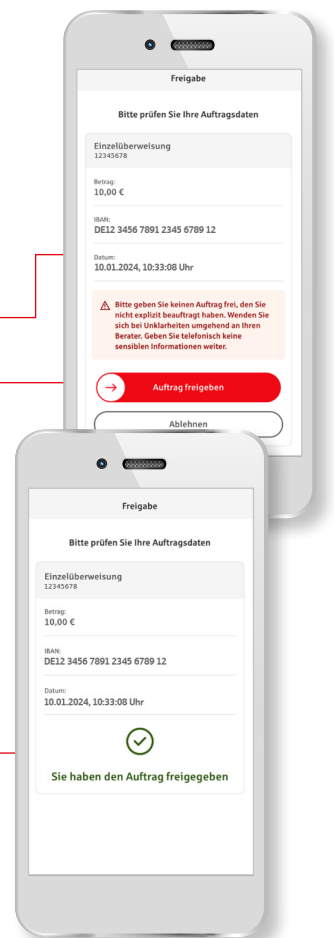 Freigabe
Bitte prüfen Sie Ihre Auftragsdaten
Einzelüberweisung
12345678
Betrag:
10,00 €
IBAN:
DE12 3456 7891 2345 6789 12
Datum:
10.01.2024, 10:33:08 Uhr
Bitte geben Sie keinen Auftrag frei, den Sie
nicht explizit beauftragt haben. Wenden Sie
sich bei Unklarheiten umgehend an Ihren
Berater. Geben Sie telefonisch keine
sensiblen Informationen weiter.
Auftrag freigeben
Ablehnen
Freigabe
Bitte prüfen Sie Ihre Auftragsdaten
Einzelüberweisung
12345678
Betrag:
10,00 €
IBAN:
DE12 3456 7891 2345 6789 12
Datum:
10.01.2024, 10:33:08 Uhr
Sie haben den Auftrag freigegeben